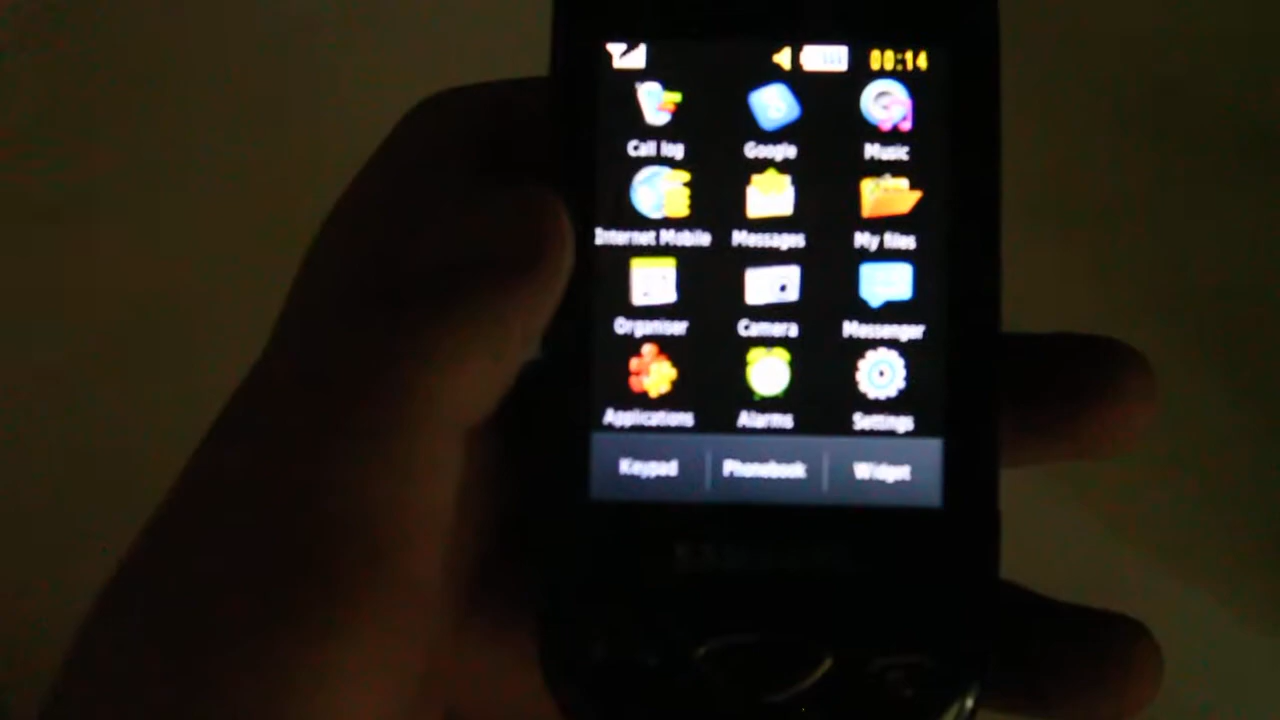 00:14
Call log Google Music
Internet Mobile Messages My files
Organiser Camera Messenger
Applications Alarms Settings
Keypad Phonebook Widget
SAMSUNG